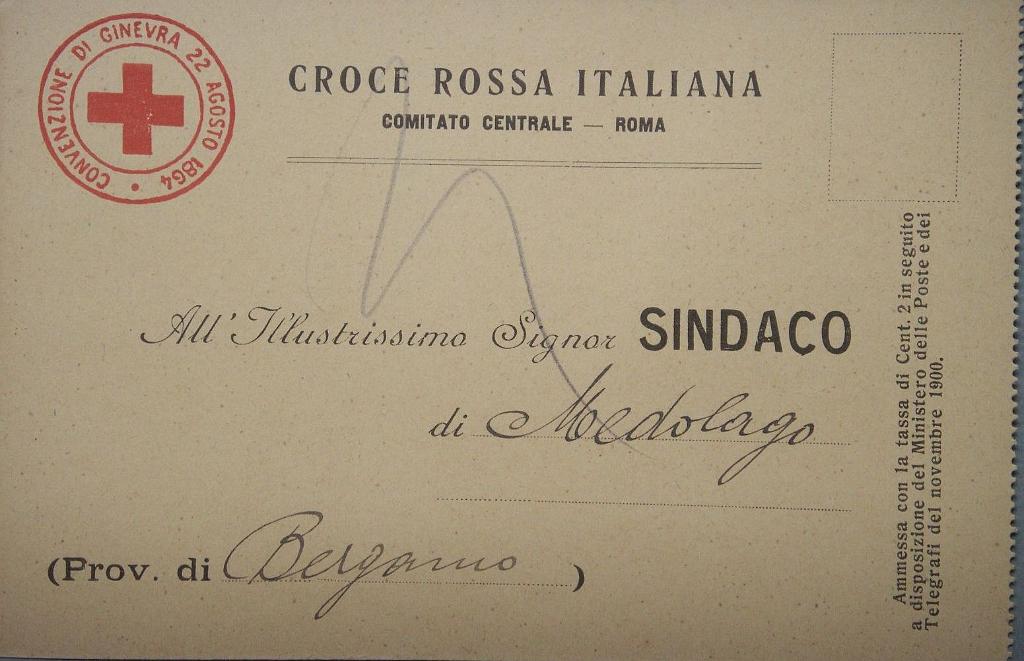 CONVENZIONE DI GINEVRA 22 AGOSTO 1864
CROCE ROSSA ITALIANA
COMITATO CENTRALE — ROMA
All' Illustrissimo Signor SINDACO
di Medolago
(Prov. di Bergamo)
Ammessa con la tassa di Cent. 2 in seguito
a disposizione del Ministero delle Poste e dei
Telegrafi del novembre 1900.